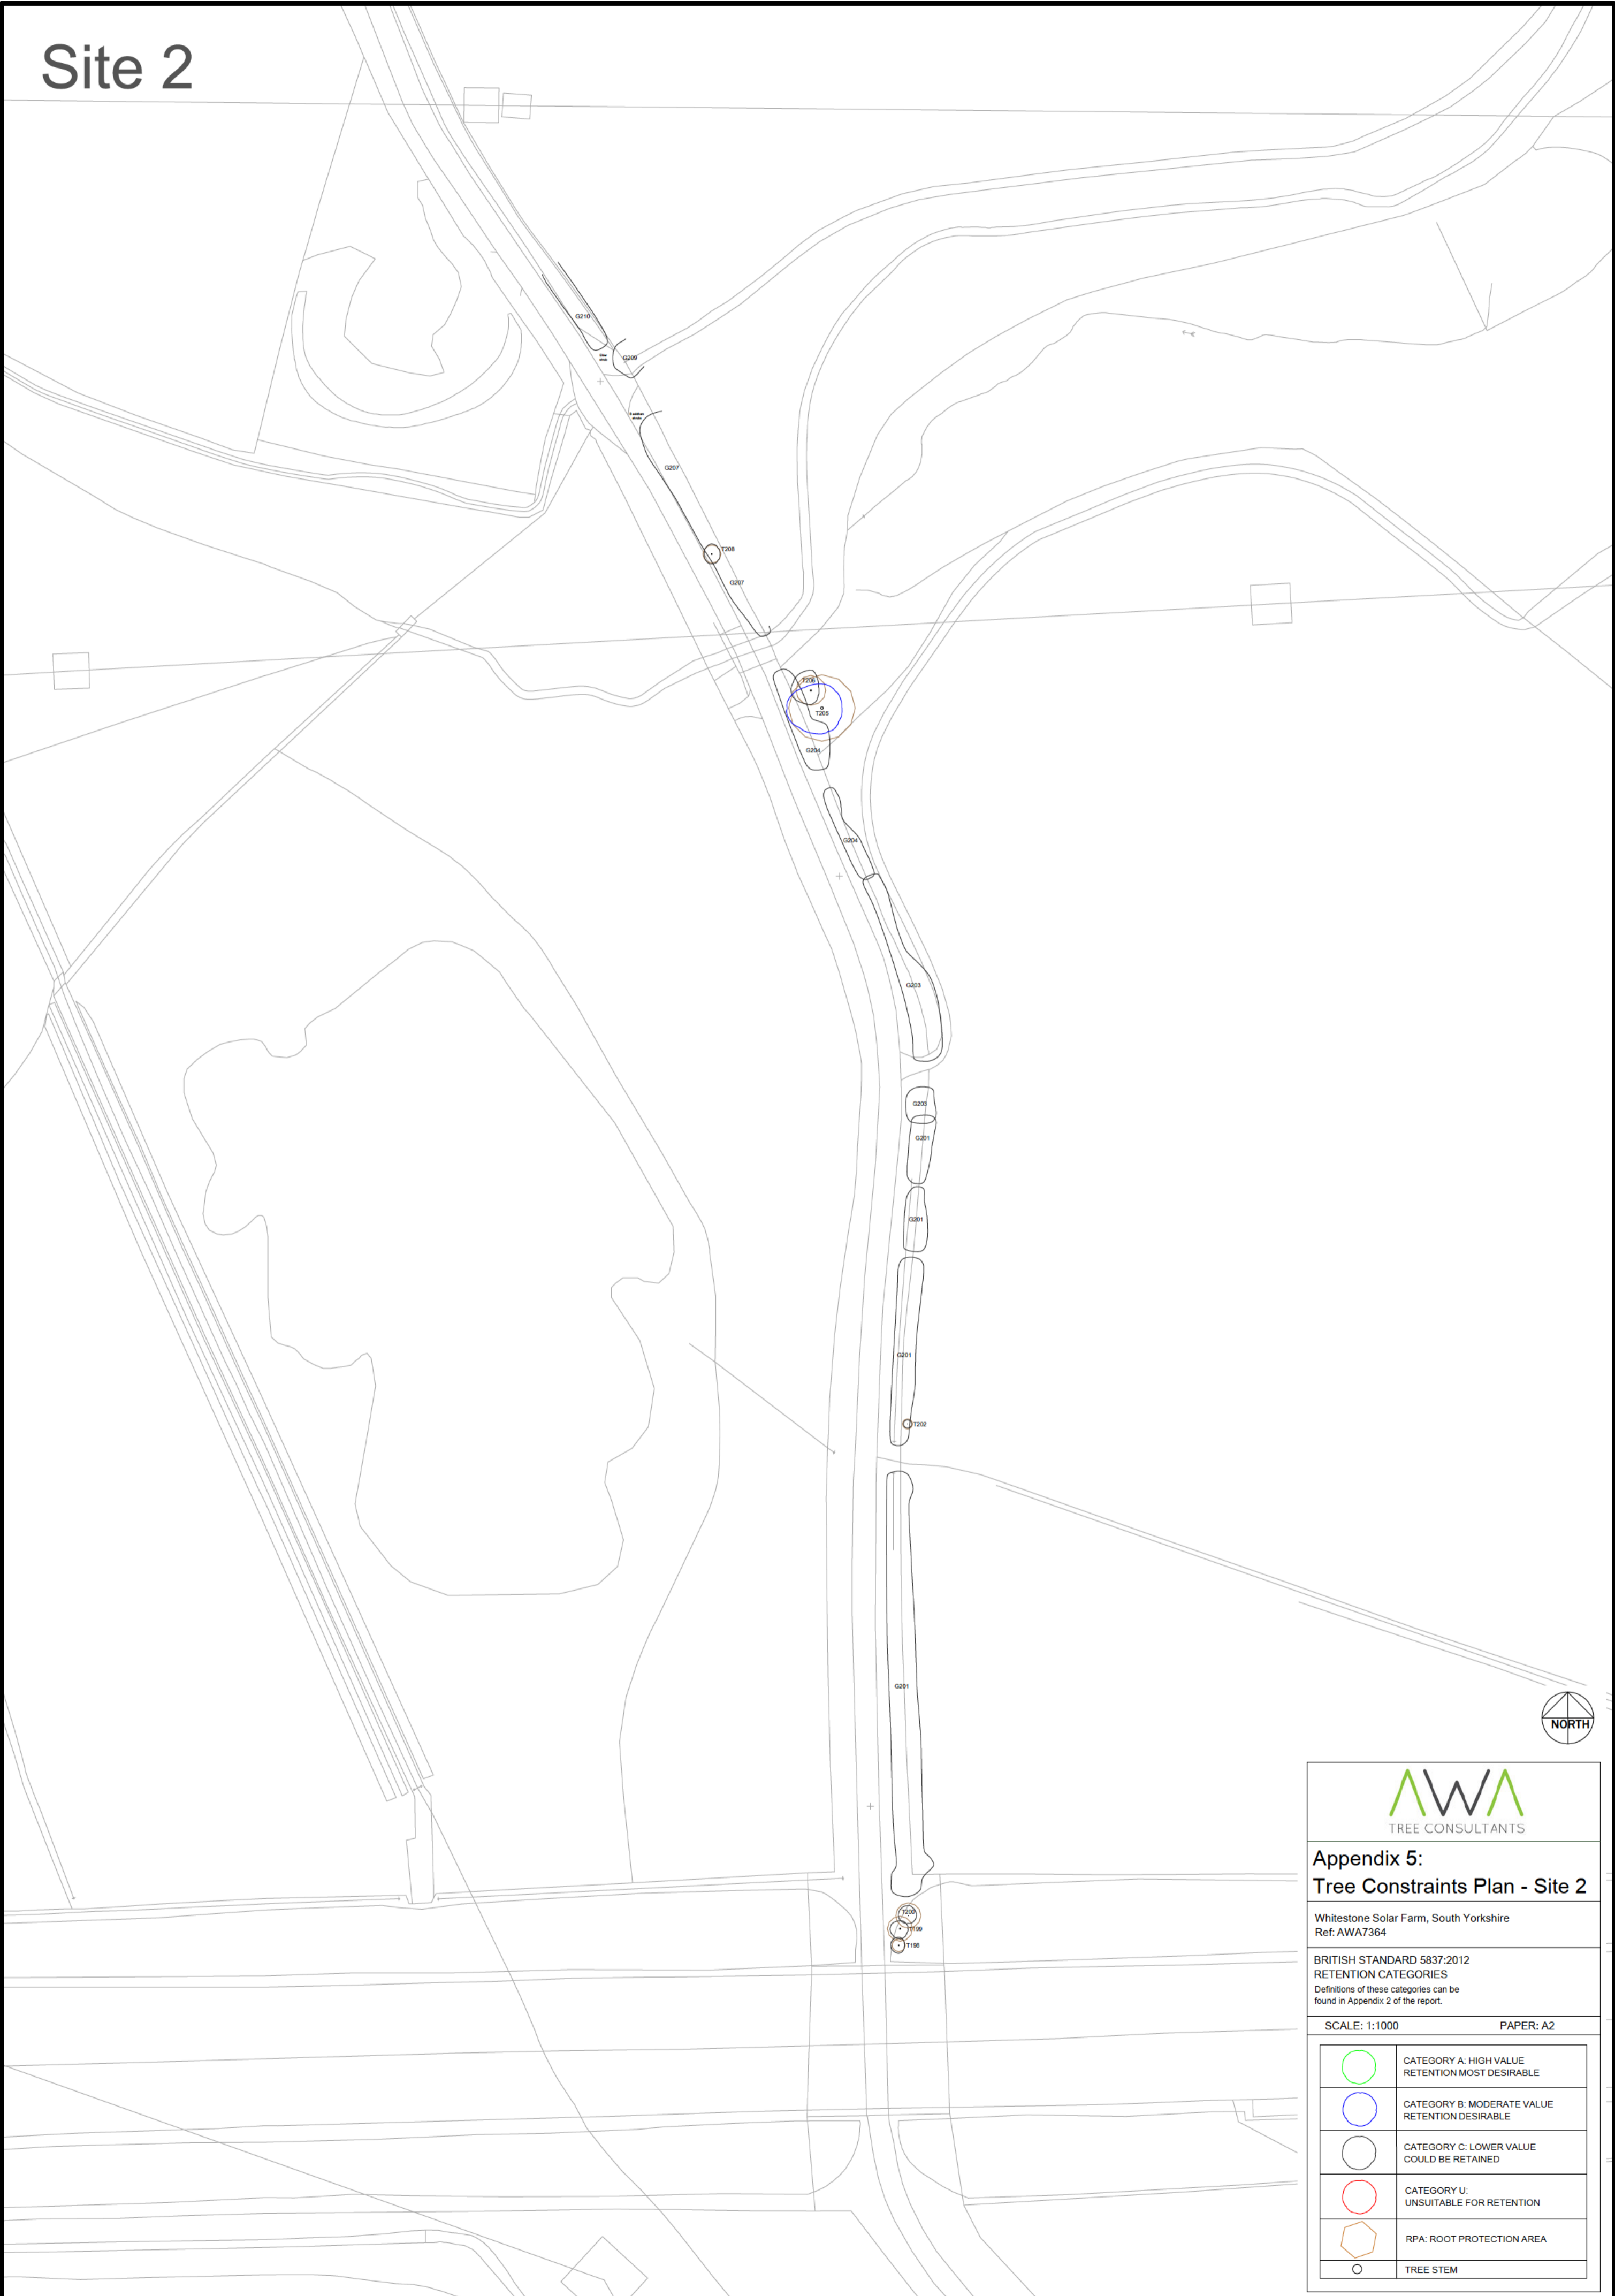 Site 2
G210
G209
G207
T208
G207
T206
T205
G204
G204
G203
G203
G201
G201
G201
T202
G201
T200
T199
T198
NORTH
AWA
TREE CONSULTANTS
Appendix 5:
Tree Constraints Plan - Site 2
Whitestone Solar Farm, South Yorkshire
Ref: AWA7364
BRITISH STANDARD 5837:2012
RETENTION CATEGORIES
Definitions of these categories can be
found in Appendix 2 of the report.
SCALE: 1:1000 PAPER: A2
CATEGORY A: HIGH VALUE
RETENTION MOST DESIRABLE
CATEGORY B: MODERATE VALUE
RETENTION DESIRABLE
CATEGORY C: LOWER VALUE
COULD BE RETAINED
CATEGORY U:
UNSUITABLE FOR RETENTION
RPA: ROOT PROTECTION AREA
TREE STEM